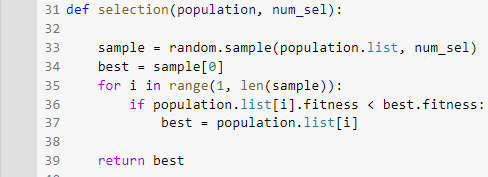 31 def selection(population, num_sel):
32
33     sample = random.sample(population.list, num_sel)
34     best = sample[0]
35     for i in range(1, len(sample)):
36         if population.list[i].fitness < best.fitness:
37             best = population.list[i]
38
39     return best